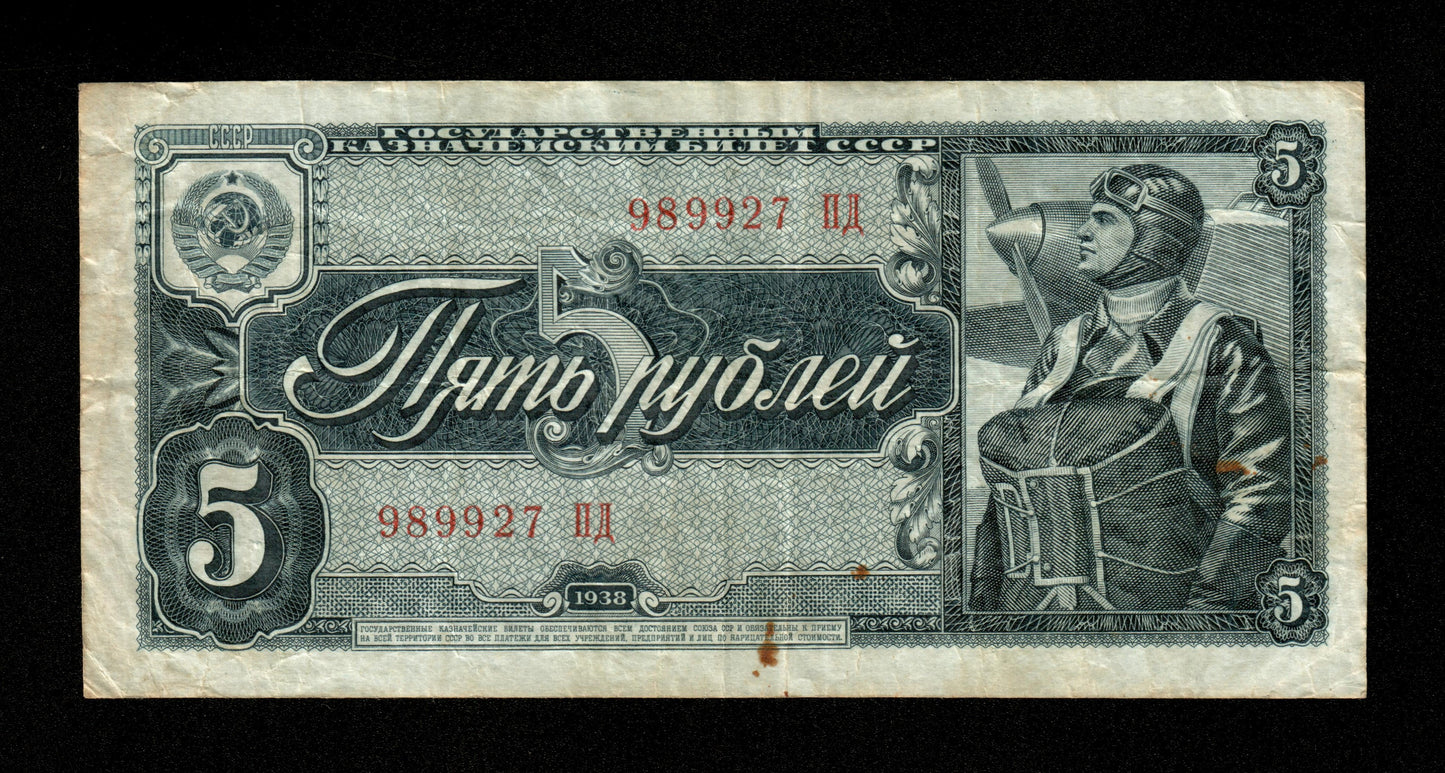 СССР
ГОСУДАРСТВЕННЫЙ
КАЗНАЧЕЙСКИЙ БИЛЕТ СССР
5
989927 ПД
5
Пять рублей
5
989927 ПД
1938
5
ГОСУДАРСТВЕННЫЕ КАЗНАЧЕЙСКИЕ БИЛЕТЫ ОБЕСПЕЧИВАЮТСЯ ВСЕМ ДОСТОЯНИЕМ СОЮЗА ССР И ОБЯЗАТЕЛЬНЫ К ПРИЕМУ
НА ВСЕЙ ТЕРРИТОРИИ СССР ВО ВСЕ ПЛАТЕЖИ ДЛЯ ВСЕХ УЧРЕЖДЕНИЙ, ПРЕДПРИЯТИЙ И ЛИЦ ПО НАРИЦАТЕЛЬНОЙ СТОИМОСТИ.